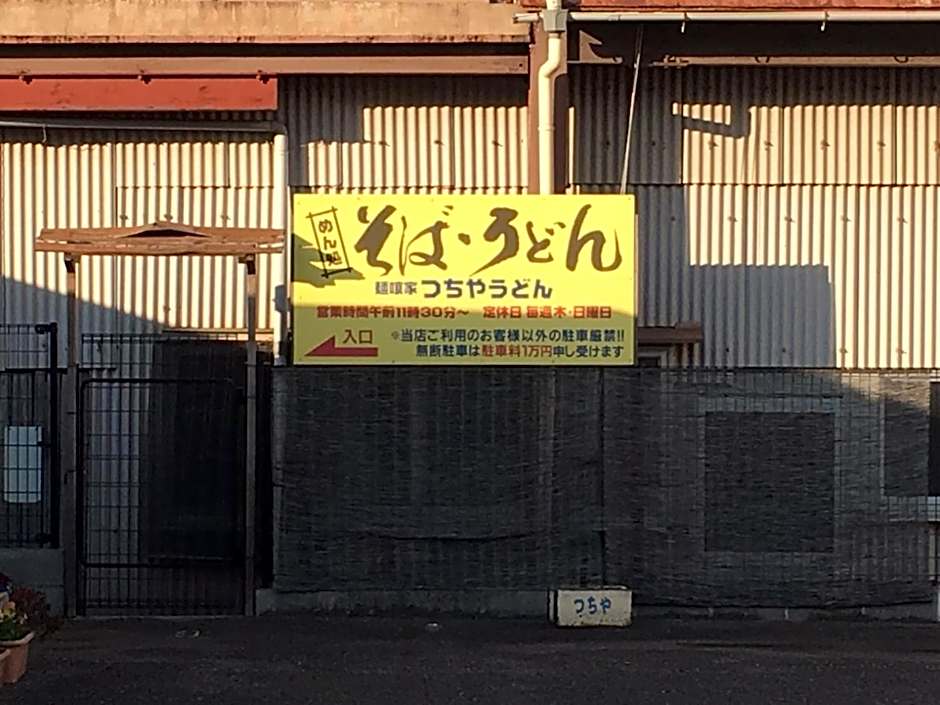 めん処
そば・うどん
麺嚷家 つちやうどん
営業時間午前11時30分〜 定休日 毎週木・日曜日
入口
※当店ご利用のお客様以外の駐車厳禁!!
無断駐車は駐車料1万円申し受けます
つちや